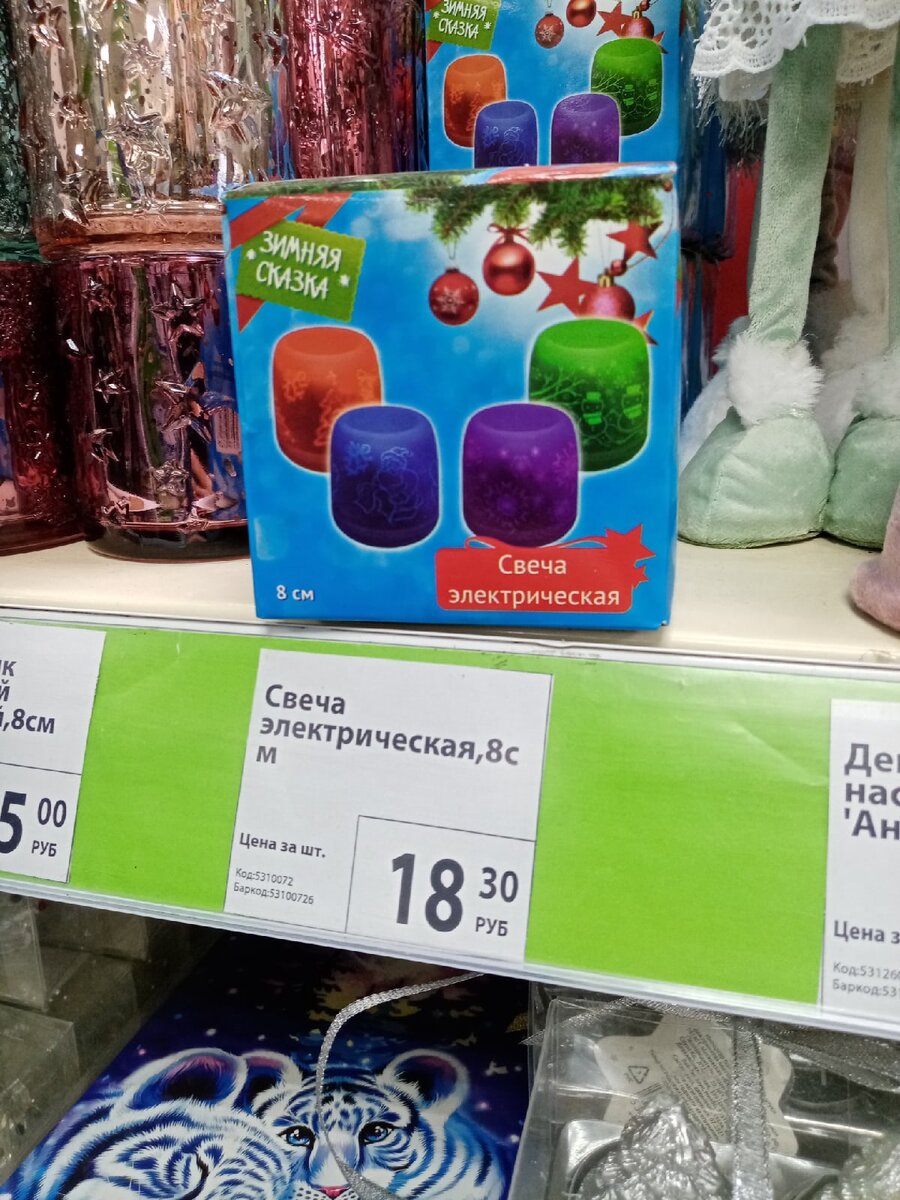 ЗИМНЯЯ
СКАЗКА
ЗИМНЯЯ
СКАЗКА
8 см
Свеча
электрическая
,8см
5 00
РУБ
Свеча
электрическая,8с
м
Цена за шт.
Код:5310072
Баркод:53100726
18 30
РУБ
Цена